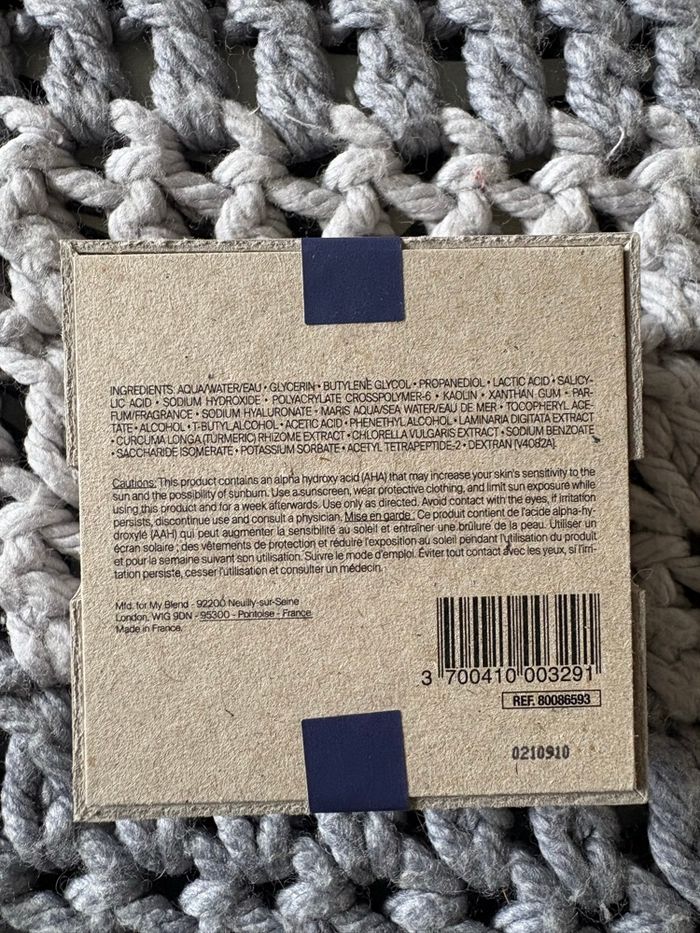 INGREDIENTS: AQUA/WATER/EAU • GLYCERIN • BUTYLENE GLYCOL • PROPANEDIOL • LACTIC ACID • SALICY-
LIC ACID • SODIUM HYDROXIDE • POLYACRYLATE CROSSPOLYMER-6 • KAOLIN • XANTHAN GUM • PAR-
FUM/FRAGRANCE • SODIUM HYALURONATE • MARIS AQUA/SEA WATER/EAU DE MER • TOCOPHERYL ACE-
TATE • ALCOHOL • T-BUTYL ALCOHOL • ACETIC ACID • PHENETHYL ALCOHOL • LAMINARIA DIGITATA EXTRACT
• CURCUMA LONGA (TURMERIC) RHIZOME EXTRACT • CHLORELLA VULGARIS EXTRACT • SODIUM BENZOATE
• SACCHARIDE ISOMERATE • POTASSIUM SORBATE • ACETYL TETRAPEPTIDE-2 • DEXTRAN [V4082A].
Cautions: This product contains an alpha hydroxy acid (AHA) that may increase your skin's sensitivity to the
sun and the possibility of sunburn. Use a sunscreen, wear protective clothing, and limit sun exposure while
using this product and for a week afterwards. Use only as directed. Avoid contact with the eyes, if irritation
persists, discontinue use and consult a physician. Mise en garde : Ce produit contient de l'acide alpha-hy-
droxylé (AAH) qui peut augmenter la sensibilité au soleil et entraîner une brûlure de la peau. Utiliser un
écran solaire ; des vêtements de protection et réduire l'exposition au soleil pendant l'utilisation du produit
et pour la semaine suivant son utilisation. Suivre le mode d'emploi. Éviter tout contact avec les yeux, si l'irri-
tation persiste, cesser l'utilisation et consulter un médecin.
Mfd. for My Blend - 92200 Neuilly-sur-Seine
London, W1G 9DN - 95300 - Pontoise - France
Made in France.
3 700410 003291
REF. 80086593
0210910